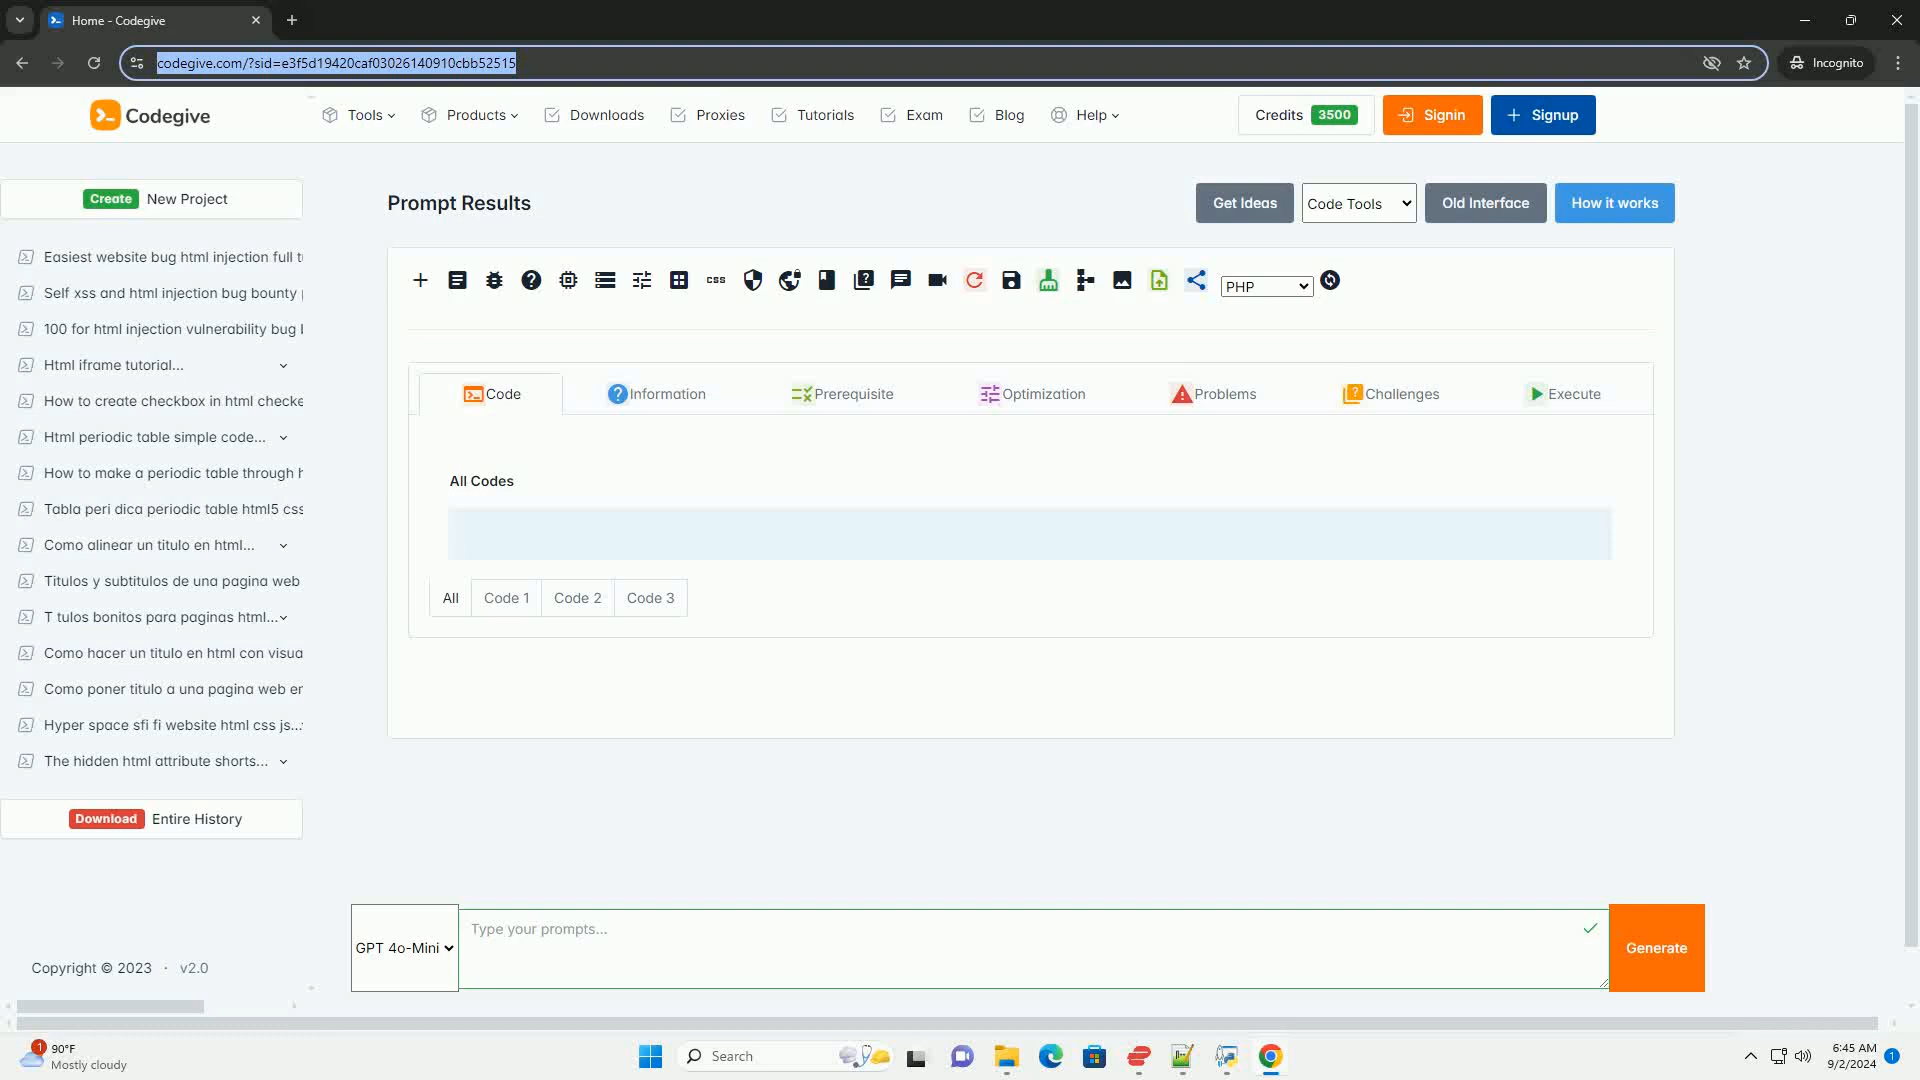 Home - Codegive
codegive.com/?sid=e3f5d19420caf03026140910cbb52515
Incognito
Codegive
Tools
Products
Downloads
Proxies
Tutorials
Exam
Blog
Help
Credits 3500
Signin
Signup
Create New Project
Easiest website bug html injection full t
Self xss and html injection bug bounty
100 for html injection vulnerability bug
Html iframe tutorial...
How to create checkbox in html checke
Html periodic table simple code...
How to make a periodic table through h
Tabla peri dica periodic table html5 css
Como alinear un titulo en html...
Titulos y subtitulos de una pagina web
T tulos bonitos para paginas html...
Como hacer un titulo en html con visua
Como poner titulo a una pagina web en
Hyper space sfi fi website html css js...
The hidden html attribute shorts...
Download Entire History
Copyright © 2023 · v2.0
Prompt Results
Get Ideas
Code Tools
Old Interface
How it works
css
PHP
Code
Information
Prerequisite
Optimization
Problems
Challenges
Execute
All Codes
All
Code 1
Code 2
Code 3
GPT 4o-Mini
Type your prompts...
Generate
1
90°F
Mostly cloudy
Search
6:45 AM
9/2/2024
1